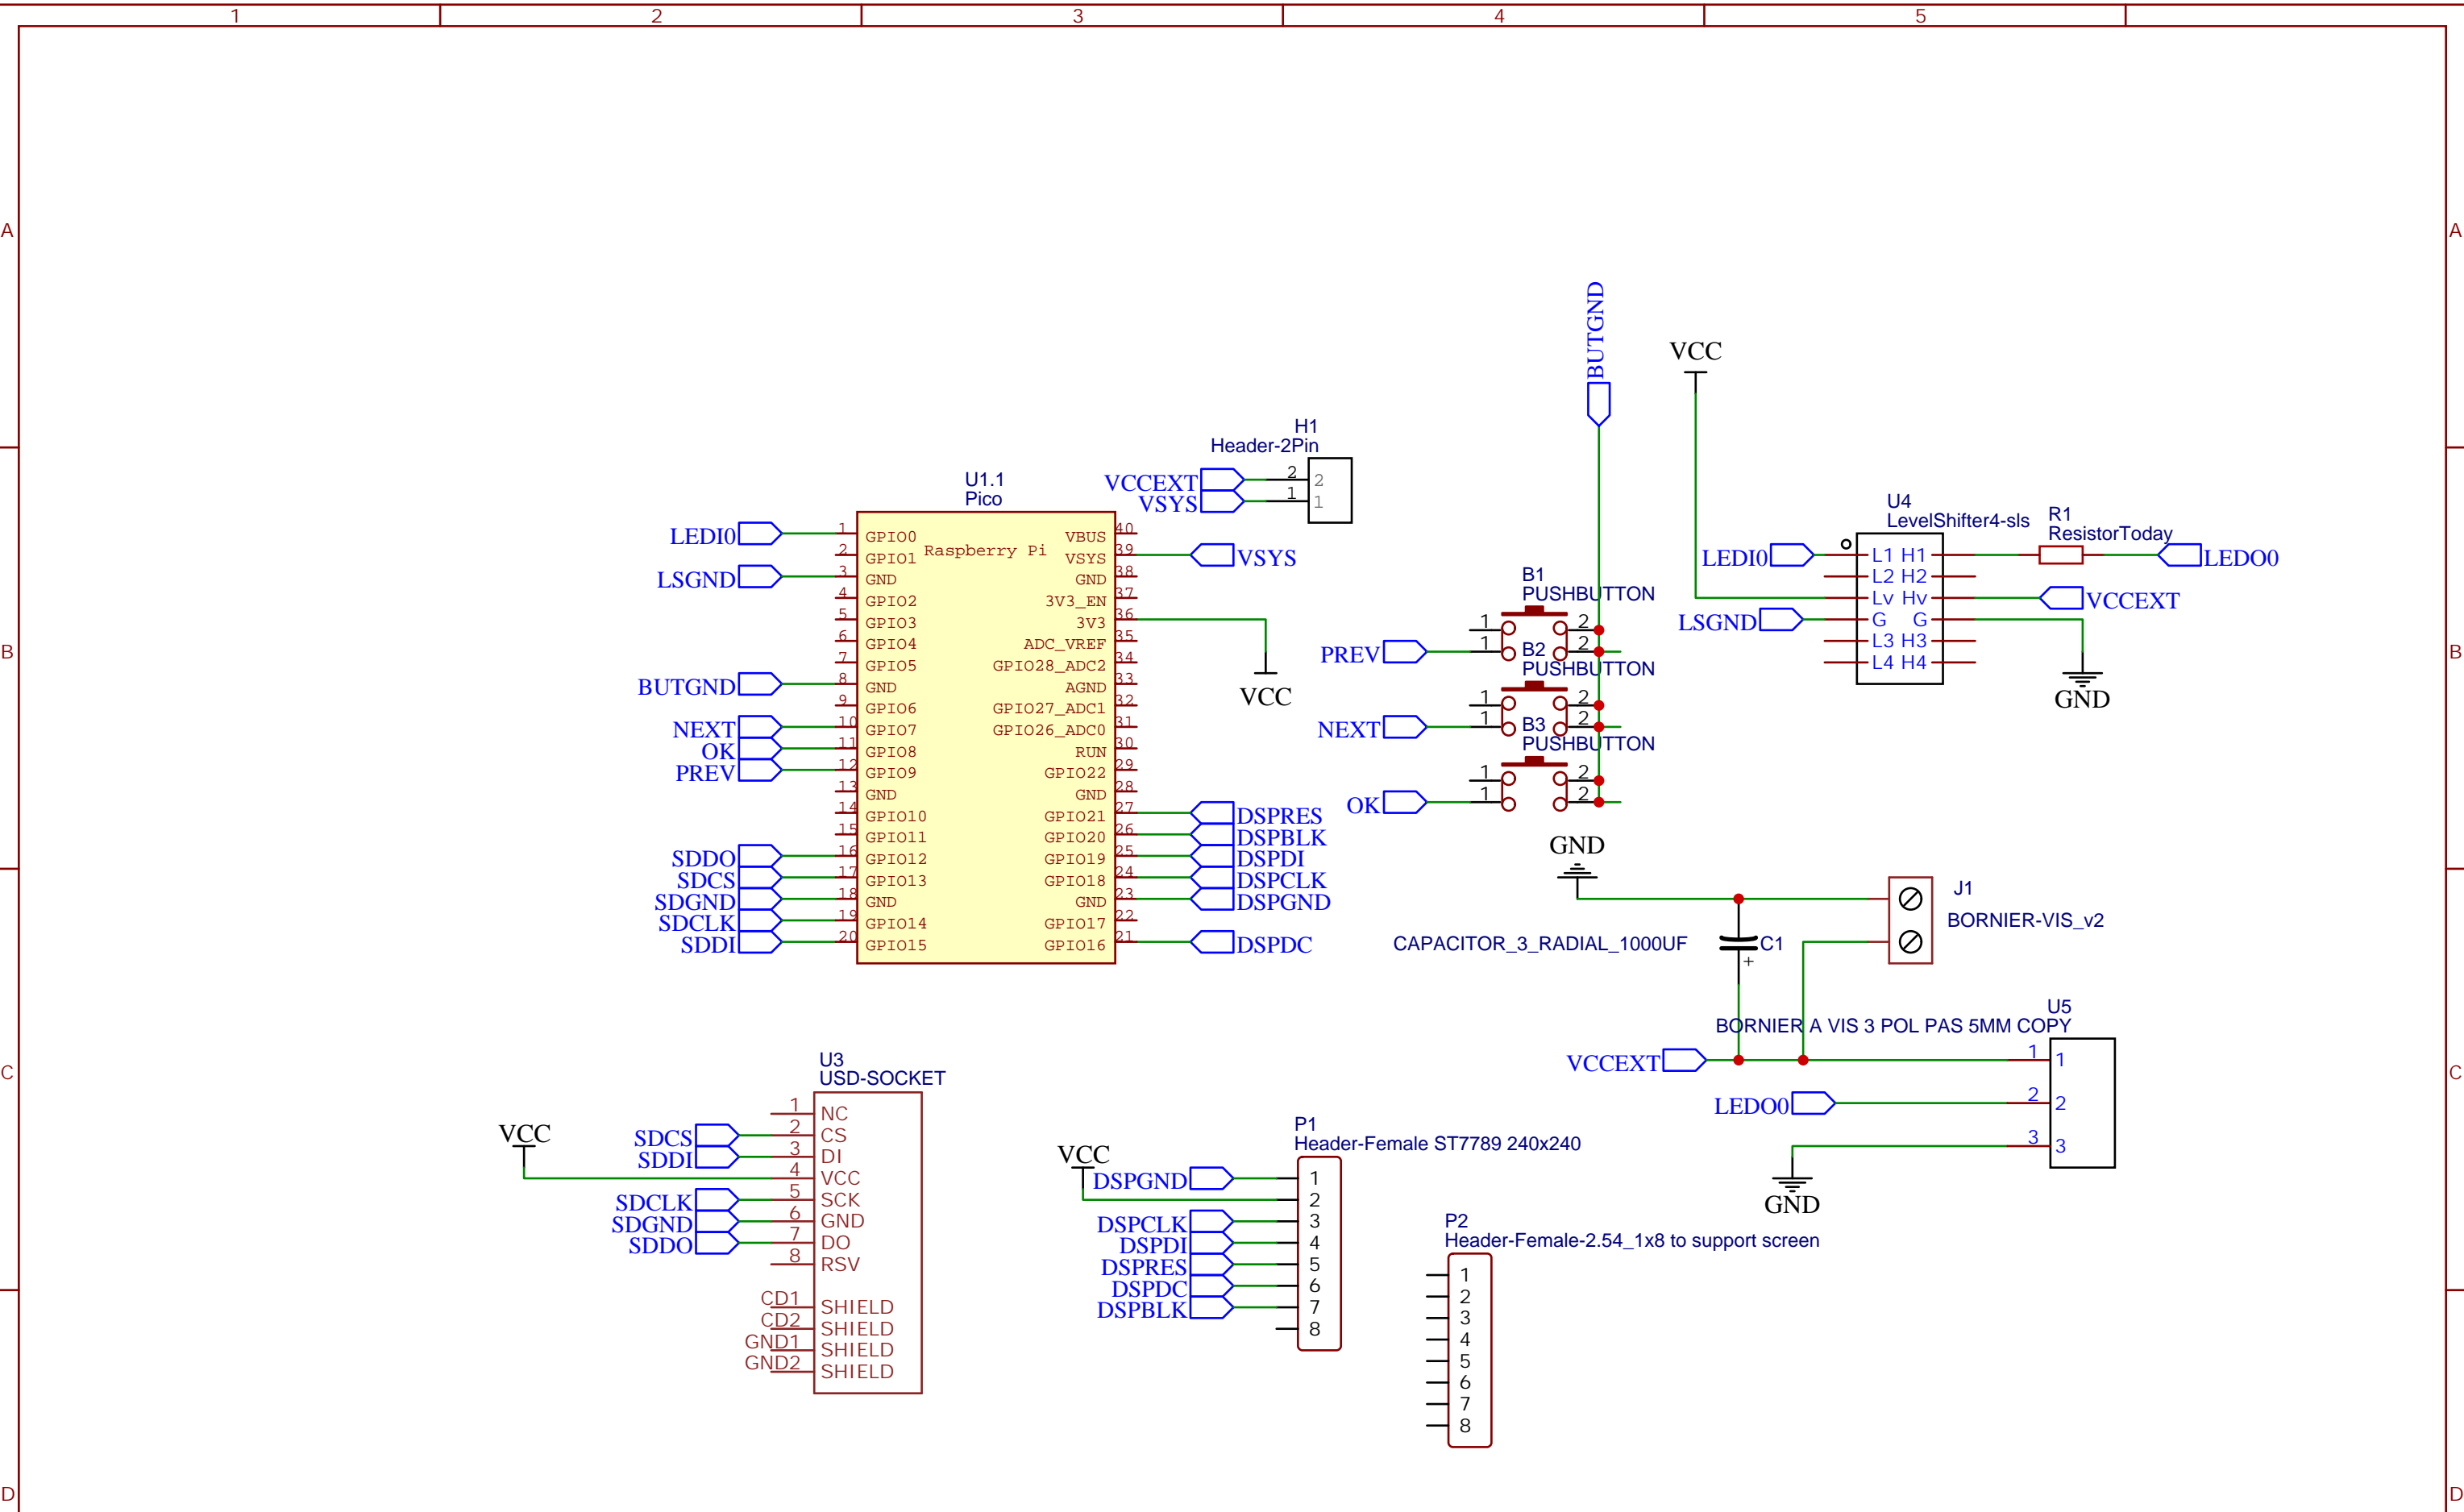 1 2 3 4 5
A A
B B
C C
D D
BUTGND
VCC
H1
Header-2Pin
VCCEXT 2 2
VSYS 1 1
U1.1
Pico
Raspberry Pi
LEDI0 1 GPIO0 VBUS 40
2 GPIO1 VSYS 39 VSYS
LSGND 3 GND GND 38
4 GPIO2 3V3_EN 37
5 GPIO3 3V3 36
6 GPIO4 ADC_VREF 35
7 GPIO5 GPIO28_ADC2 34
BUTGND 8 GND AGND 33
9 GPIO6 GPIO27_ADC1 32
NEXT 10 GPIO7 GPIO26_ADC0 31
OK 11 GPIO8 RUN 30
PREV 12 GPIO9 GPIO22 29
13 GND GND 28
14 GPIO10 GPIO21 27 DSPRES
15 GPIO11 GPIO20 26 DSPBLK
SDDO 16 GPIO12 GPIO19 25 DSPDI
SDCS 17 GPIO13 GPIO18 24 DSPCLK
SDGND 18 GND GND 23 DSPGND
SDCLK 19 GPIO14 GPIO17 22
SDDI 20 GPIO15 GPIO16 21 DSPDC
VCC
B1
PUSHBUTTON
1 2
PREV 1 2
B2
PUSHBUTTON
1 2
NEXT 1 2
B3
PUSHBUTTON
1 2
OK 1 2
U4
LevelShifter4-sls
R1
ResistorToday
LEDI0 L1 H1 LEDO0
L2 H2
Lv Hv VCCEXT
LSGND G G
L3 H3
L4 H4
GND
GND
J1
BORNIER-VIS_v2
CAPACITOR_3_RADIAL_1000UF C1
+
U5
BORNIER A VIS 3 POL PAS 5MM COPY
VCCEXT 1 1
LEDO0 2 2
3 3
GND
U3
USD-SOCKET
VCC
1 NC
SDCS 2 CS
SDDI 3 DI
4 VCC
SDCLK 5 SCK
SDGND 6 GND
SDDO 7 DO
8 RSV
CD1 SHIELD
CD2 SHIELD
GND1 SHIELD
GND2 SHIELD
P1
Header-Female ST7789 240x240
VCC
DSPGND 1
2
DSPCLK 3
DSPDI 4
DSPRES 5
DSPDC 6
DSPBLK 7
8
P2
Header-Female-2.54_1x8 to support screen
1
2
3
4
5
6
7
8